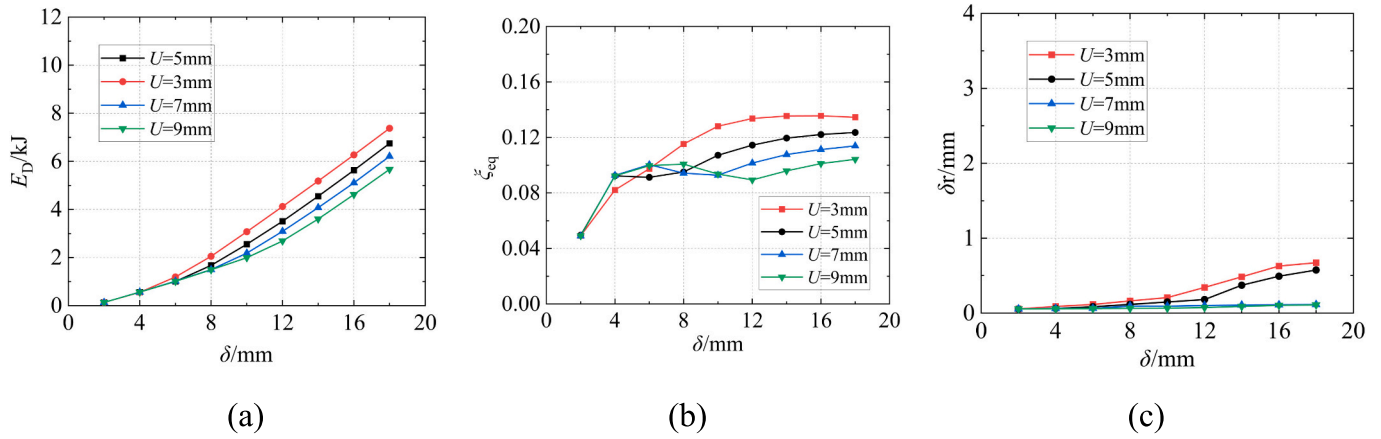 12
10
8
6
4
2
0
E_D/kJ
U=5mm
U=3mm
U=7mm
U=9mm
0 4 8 12 16 20
δ/mm
(a)
0.20
0.16
0.12
0.08
0.04
0.00
ξ_eq
U=3mm
U=5mm
U=7mm
U=9mm
0 4 8 12 16 20
δ/mm
(b)
4
3
2
1
0
δr/mm
U=3mm
U=5mm
U=7mm
U=9mm
0 4 8 12 16 20
δ/mm
(c)